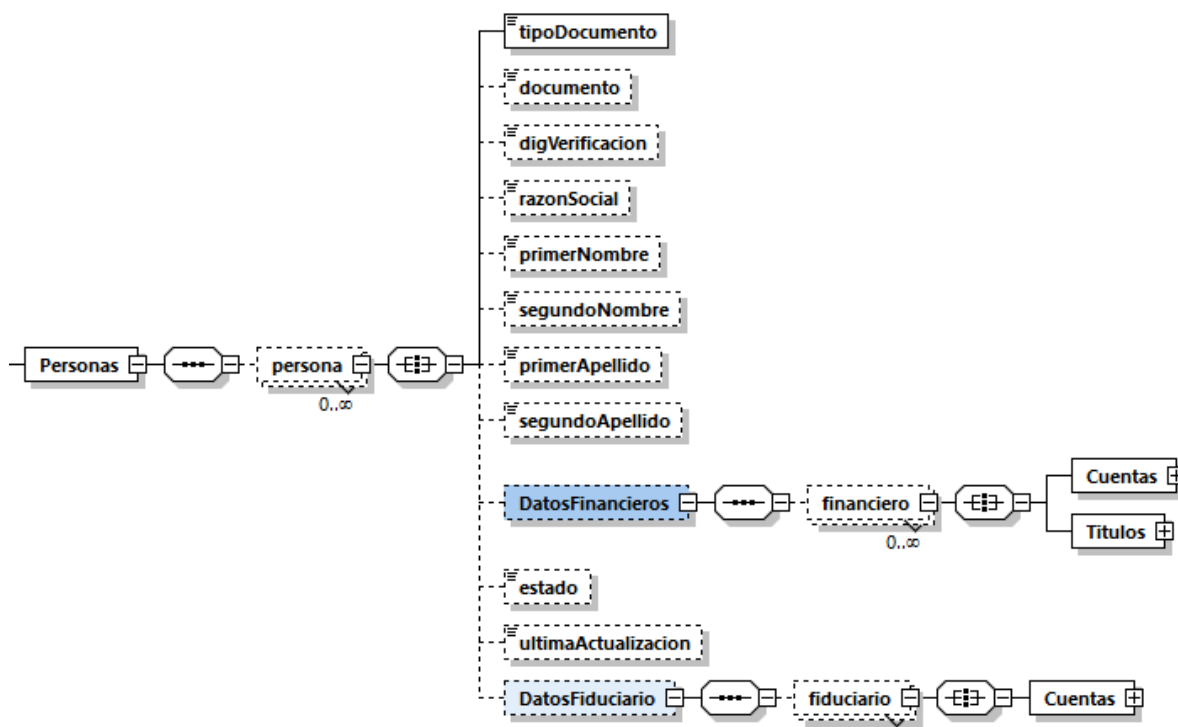 tipoDocumento
documento
digVerificacion
razonSocial
primerNombre
segundoNombre
Personas
persona
0..∞
primerApellido
segundoApellido
DatosFinancieros
financiero
0..∞
Cuentas
Titulos
estado
ultimaActualizacion
DatosFiduciario
fiduciario
Cuentas